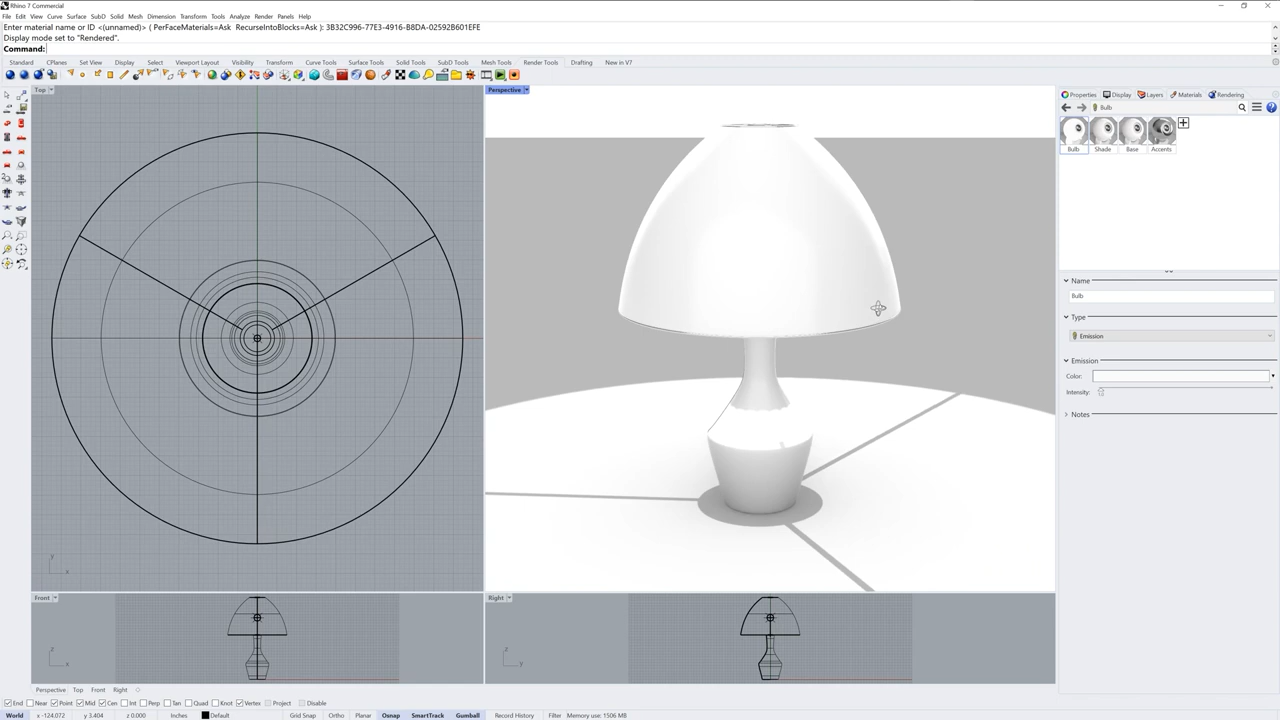 Rhino 7 Commercial
File Edit View Curve Surface SubD Solid Mesh Dimension Transform Tools Analyze Render Panels Help
Enter material name or ID <(unnamed)> ( PerFaceMaterials=Ask RecurseIntoBlocks=Ask ): 3B32C996-77E3-4916-B8DA-02592B601EFE
Display mode set to "Rendered".
Command:
Standard CPlanes Set View Display Select Viewport Layout Visibility Transform Curve Tools Surface Tools Solid Tools SubD Tools Mesh Tools Render Tools Drafting New in V7
Top
Perspective
Properties Display Layers Materials Rendering
Bulb
Bulb Shade Base Accents
Name
Bulb
Type
Emission
Emission
Color:
Intensity:
Notes
y
x
Front
Right
z
x
z
y
Perspective Top Front Right
End Near Point Mid Cen Int Perp Tan Quad Knot Vertex Project Disable
World x -124.072 y 3.404 z 0.000 Inches Default Grid Snap Ortho Planar Osnap SmartTrack Gumball Record History Filter Memory use: 1506 MB